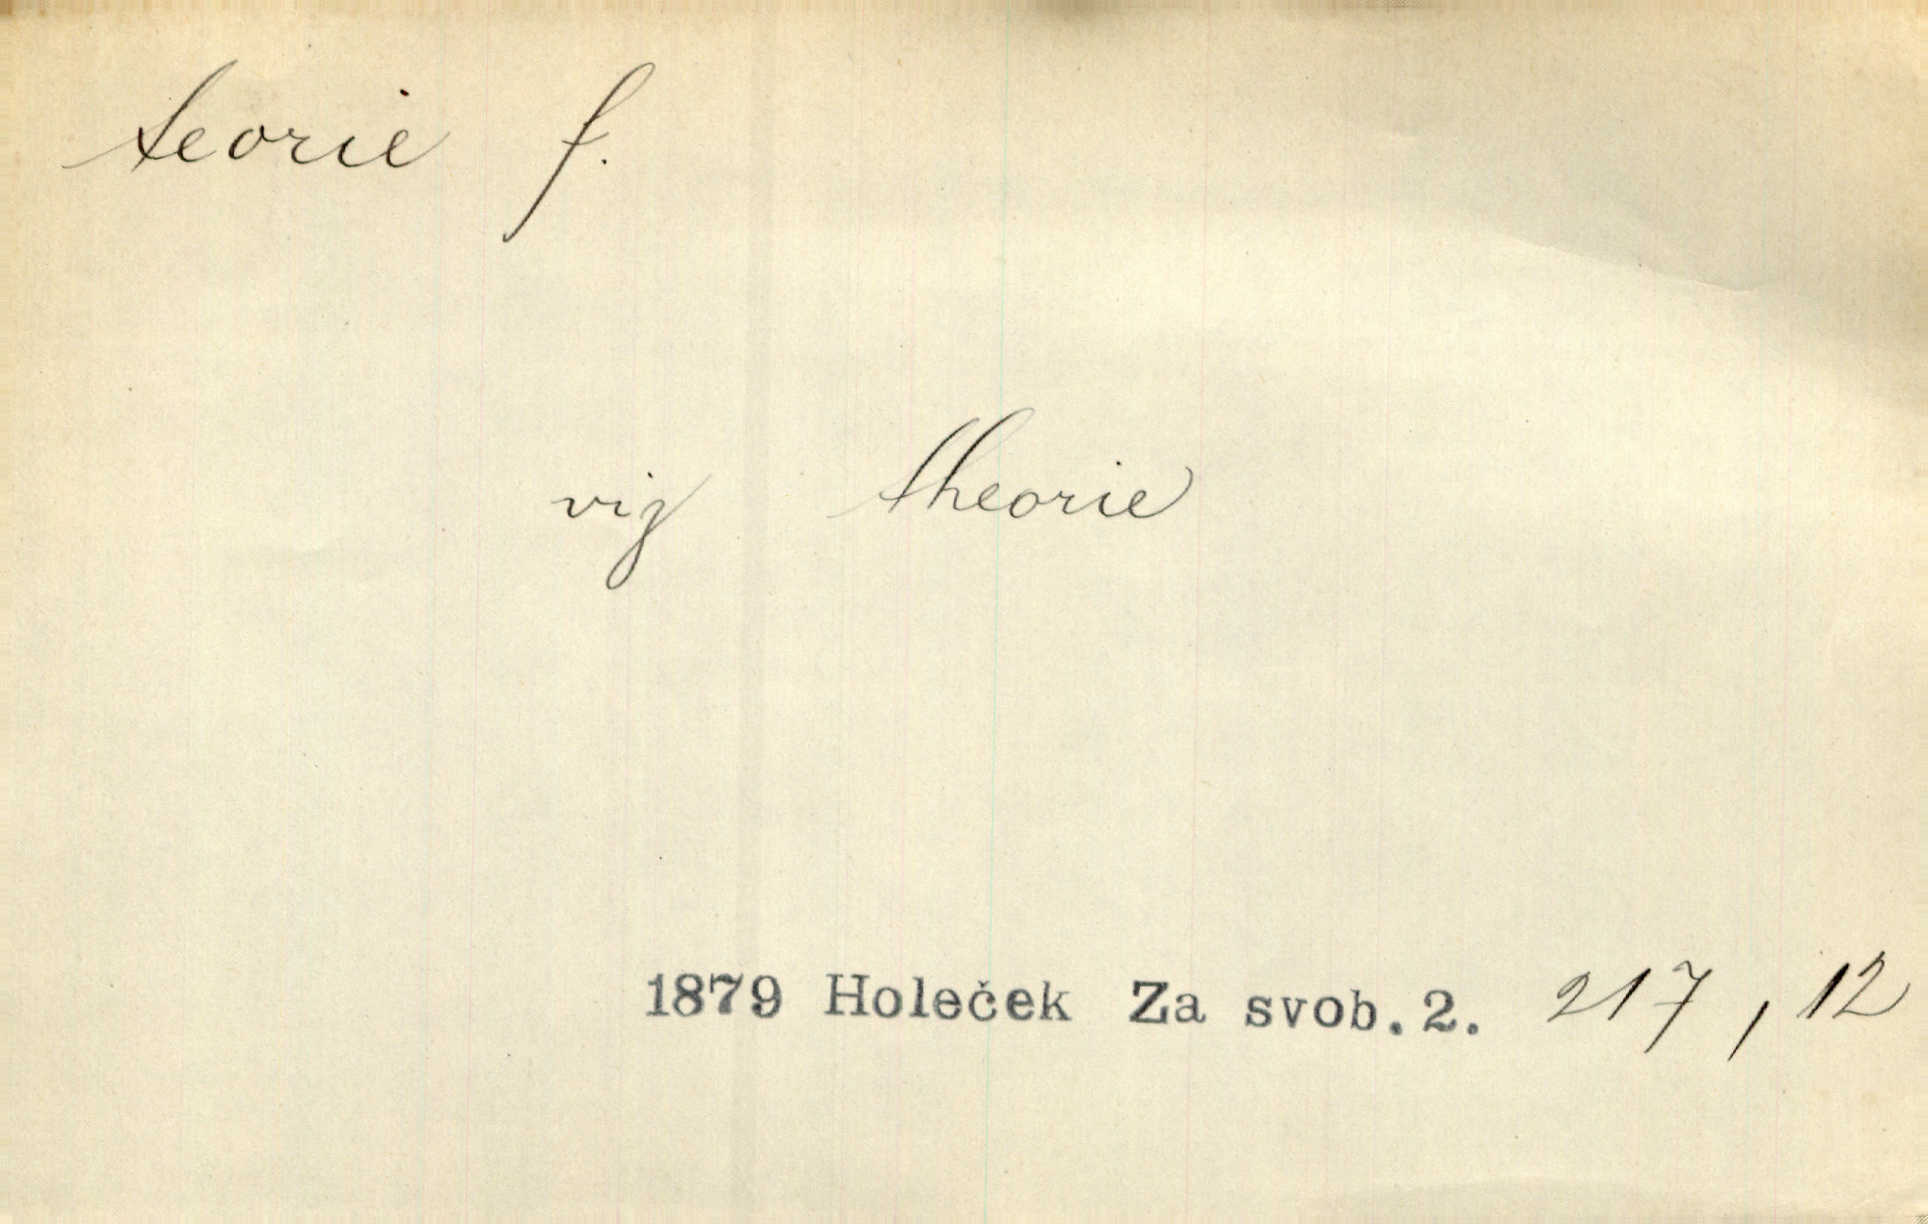 teorie f.
viz theorie
1879 Holeček Za svob. 2. 217, 12